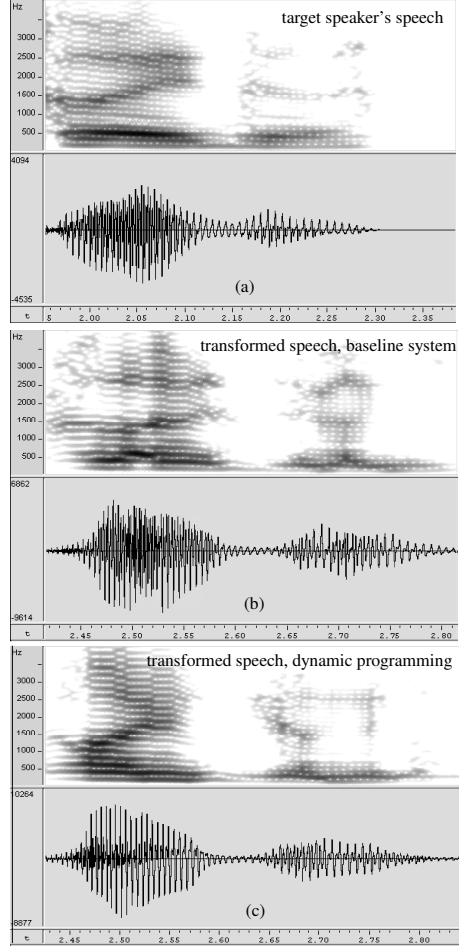 Hz
target speaker's speech
3500
3000
2500
2000
1600
1000
500
4094
(a)
-4535
t 5 2.00 2.05 2.10 2.15 2.20 2.25 2.30 2.35
Hz
transformed speech, baseline system
3000
2500
2000
1500
1000
500
6862
(b)
-9614
t 2.45 2.50 2.55 2.60 2.65 2.70 2.75 2.80
Hz
transformed speech, dynamic programming
3000
2500
2000
1500
1000
500
10264
(c)
-8877
t 2.45 2.50 2.55 2.60 2.65 2.70 2.75 2.80